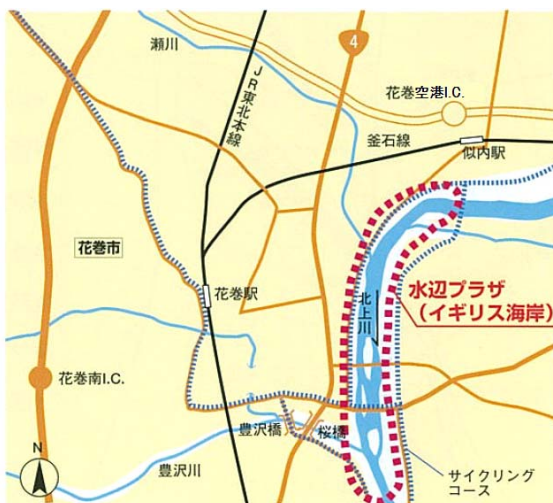 瀬川
4
花巻空港I.C.
JR東北本線
釜石線
似内駅
花巻市
花巻駅
北上川
水辺プラザ
(イギリス海岸)
花巻南I.C.
豊沢橋
桜橋
豊沢川
サイクリング
コース
N